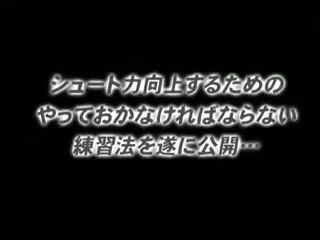 シュート力向上するための
やっておかなければならない
練習法を遂に公開…